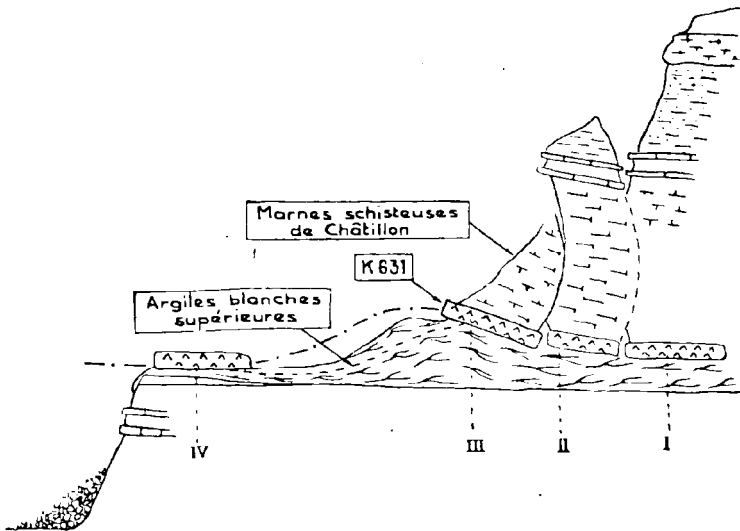 Marnes schisteuses
de Châtillon
K 631
Argiles blanches
supérieures
IV
III
II
I